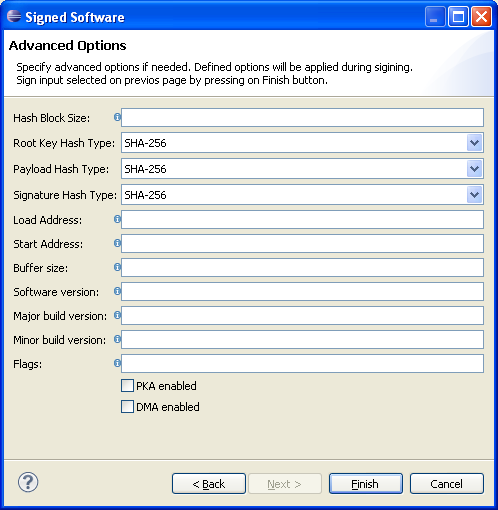 Signed Software
Advanced Options
Specify advanced options if needed. Defined options will be applied during sigining.
Sign input selected on previos page by pressing on Finish button.
Hash Block Size:
Root Key Hash Type: SHA-256
Payload Hash Type: SHA-256
Signature Hash Type: SHA-256
Load Address:
Start Address:
Buffer size:
Software version:
Major build version:
Minor build version:
Flags:
PKA enabled
DMA enabled
< Back Next > Finish Cancel